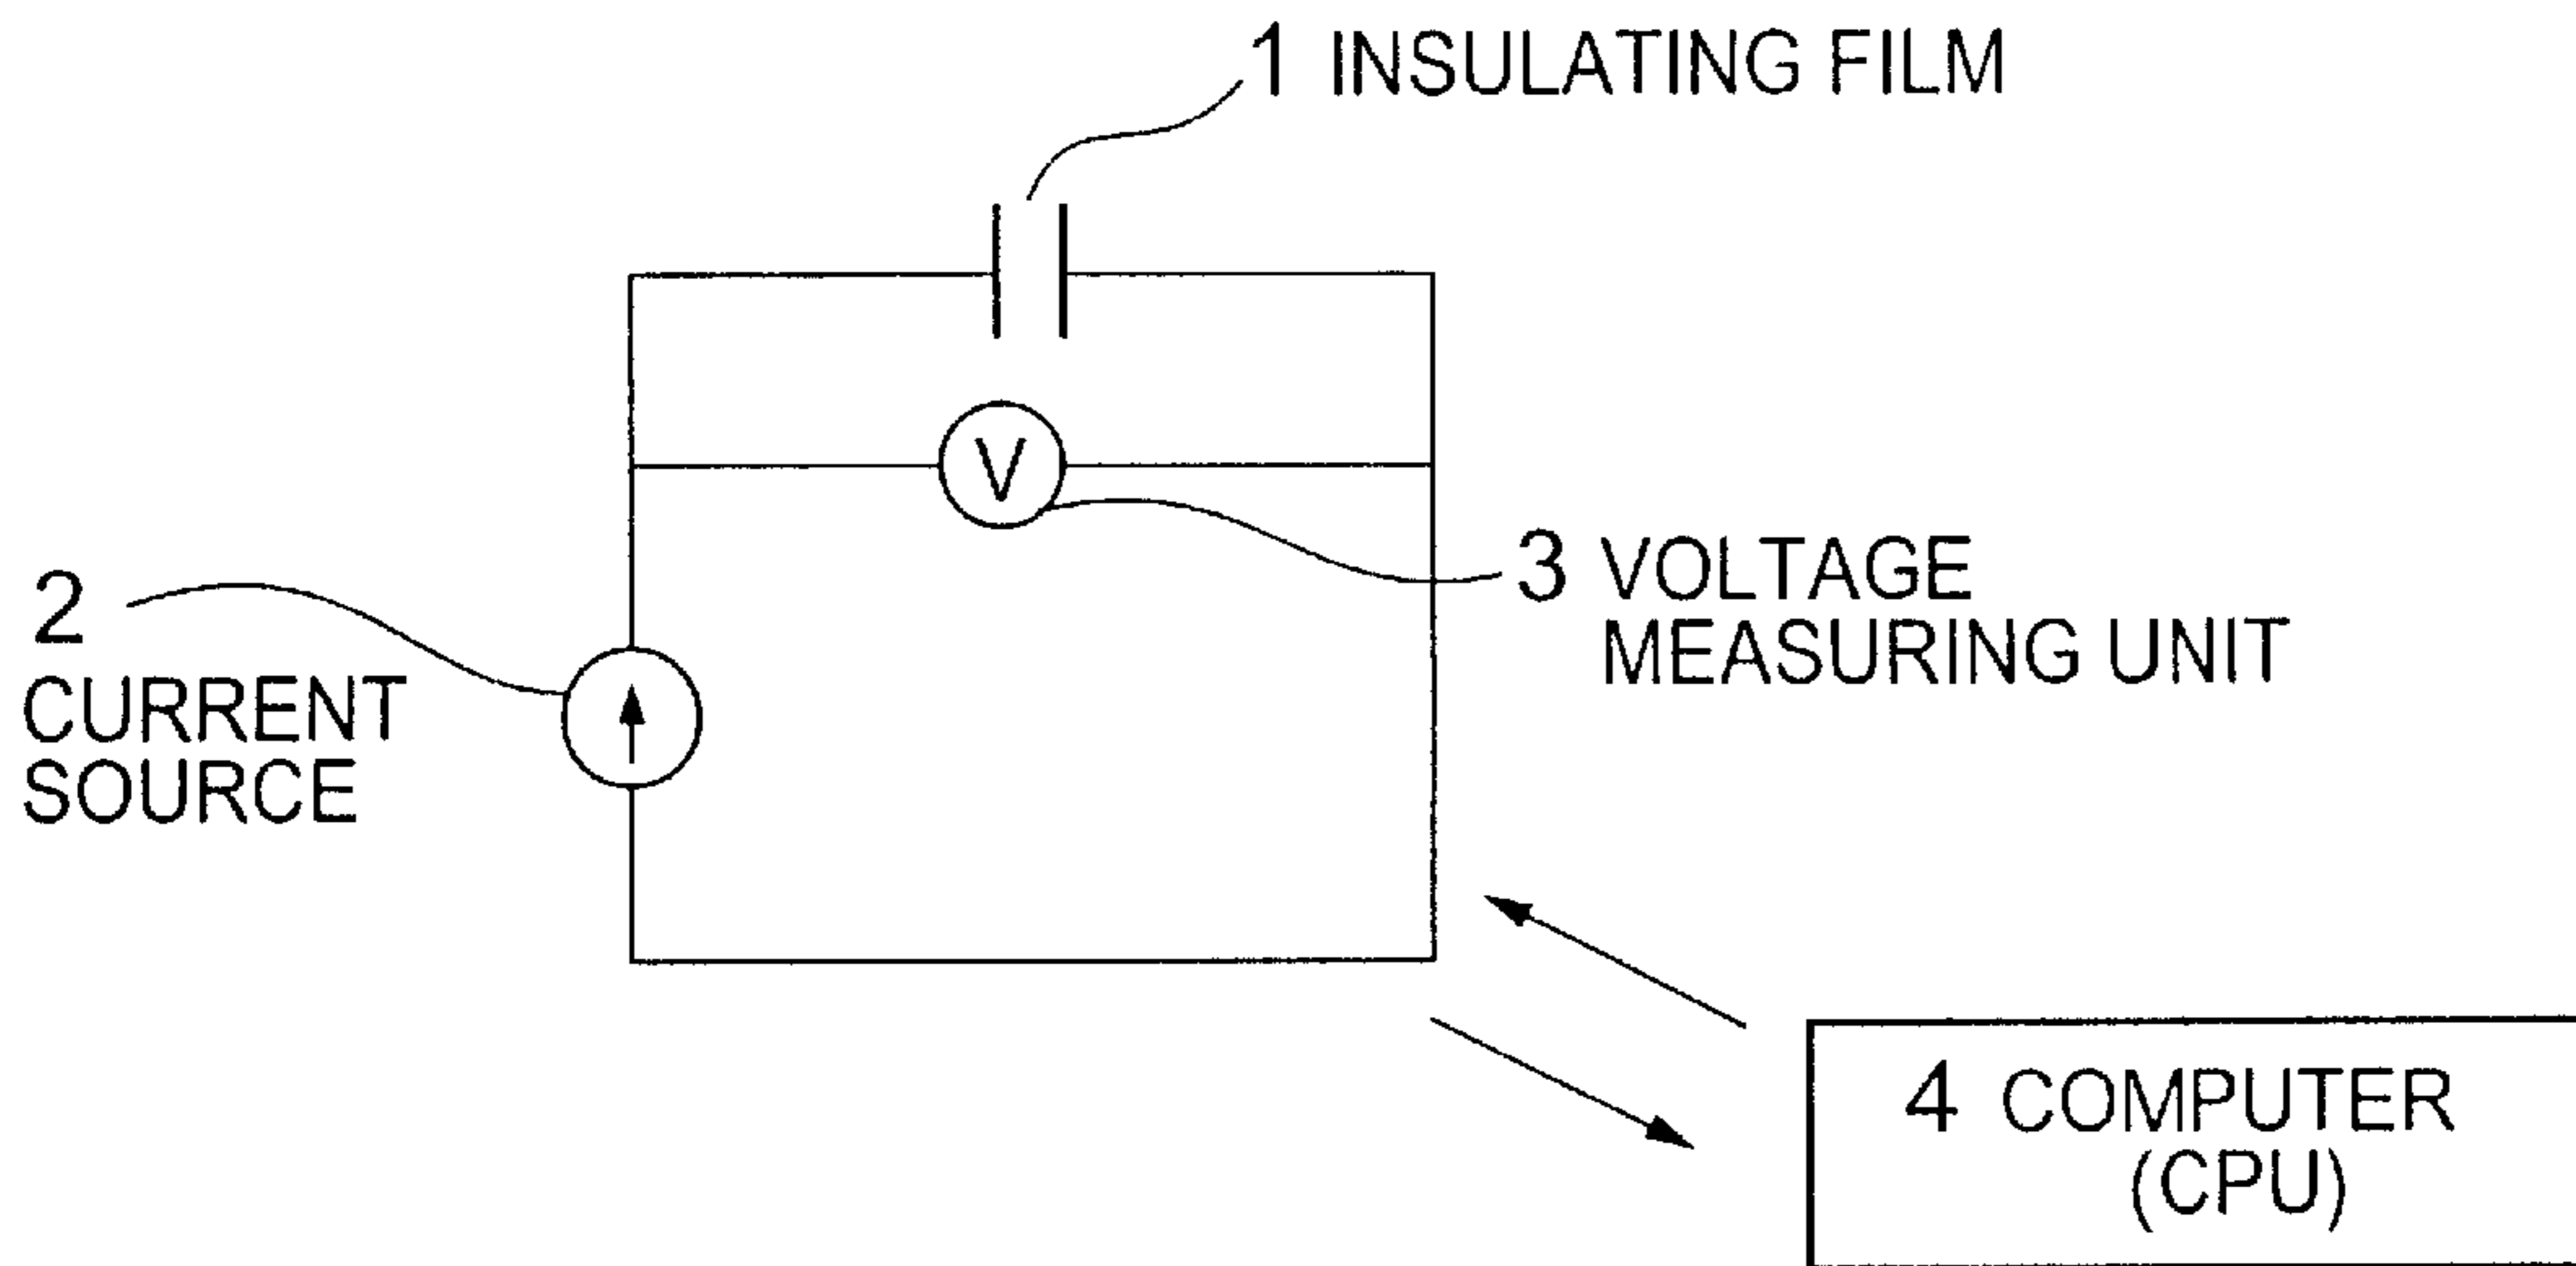 1 INSULATING FILM
V
3 VOLTAGE
MEASURING UNIT
2
CURRENT
SOURCE
4 COMPUTER
(CPU)